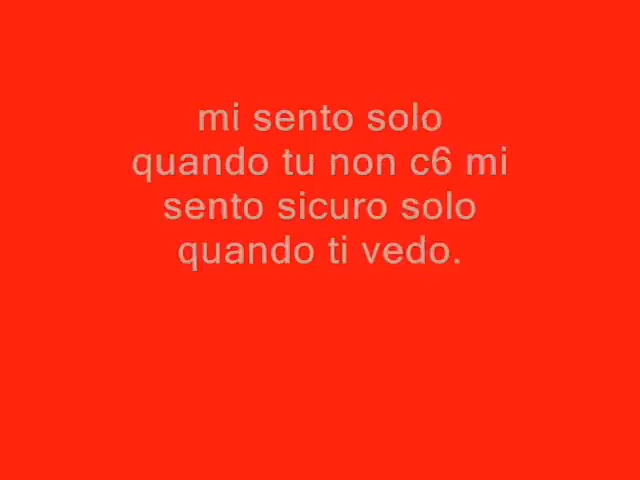 mi sento solo
quando tu non c6 mi
sento sicuro solo
quando ti vedo.